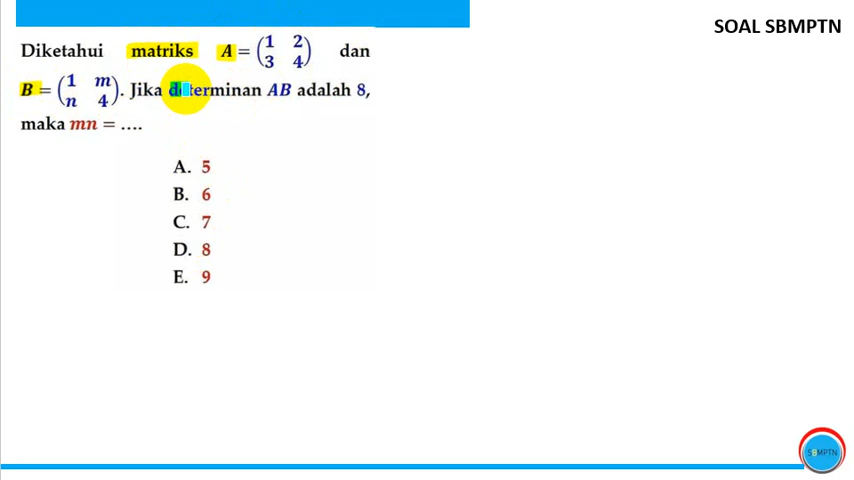 SOAL SBMPTN
Diketahui matriks A = (1 2 / 3 4) dan
B = (1 m / n 4). Jika determinan AB adalah 8,
maka mn = ....
A. 5
B. 6
C. 7
D. 8
E. 9
SBMPTN